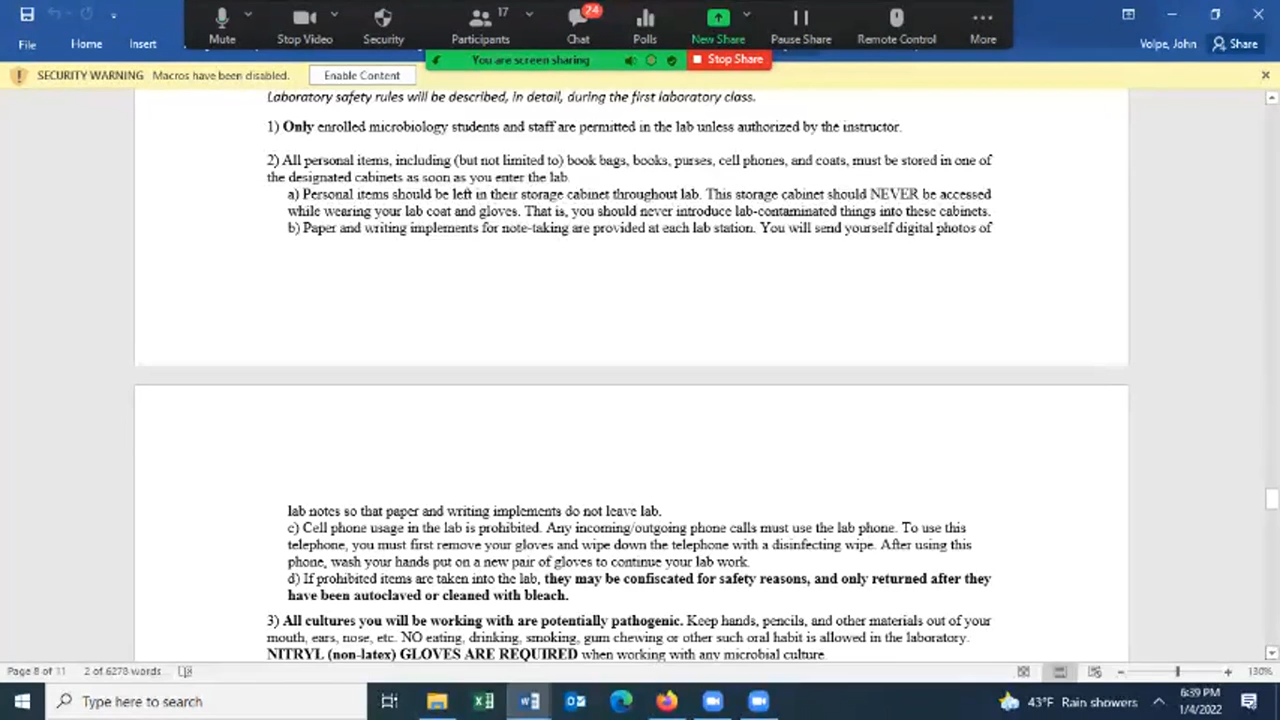 17
24
Mute
Stop Video
Security
Participants
Chat
Polls
New Share
Pause Share
Remote Control
More
File
Home
Insert
You are screen sharing
Stop Share
Volpe, John
Share
SECURITY WARNING Macros have been disabled.
Enable Content
Laboratory safety rules will be described, in detail, during the first laboratory class.
1) Only enrolled microbiology students and staff are permitted in the lab unless authorized by the instructor.
2) All personal items, including (but not limited to) book bags, books, purses, cell phones, and coats, must be stored in one of
the designated cabinets as soon as you enter the lab.
a) Personal items should be left in their storage cabinet throughout lab. This storage cabinet should NEVER be accessed
while wearing your lab coat and gloves. That is, you should never introduce lab-contaminated things into these cabinets.
b) Paper and writing implements for note-taking are provided at each lab station. You will send yourself digital photos of
lab notes so that paper and writing implements do not leave lab.
c) Cell phone usage in the lab is prohibited. Any incoming/outgoing phone calls must use the lab phone. To use this
telephone, you must first remove your gloves and wipe down the telephone with a disinfecting wipe. After using this
phone, wash your hands put on a new pair of gloves to continue your lab work.
d) If prohibited items are taken into the lab, they may be confiscated for safety reasons, and only returned after they
have been autoclaved or cleaned with bleach.
3) All cultures you will be working with are potentially pathogenic. Keep hands, pencils, and other materials out of your
mouth, ears, nose, etc. NO eating, drinking, smoking, gum chewing or other such oral habit is allowed in the laboratory.
NITRYL (non-latex) GLOVES ARE REQUIRED when working with any microbial culture.
Page 8 of 11 2 of 6278 words
130%
Type here to search
43°F Rain showers
6:39 PM
1/4/2022